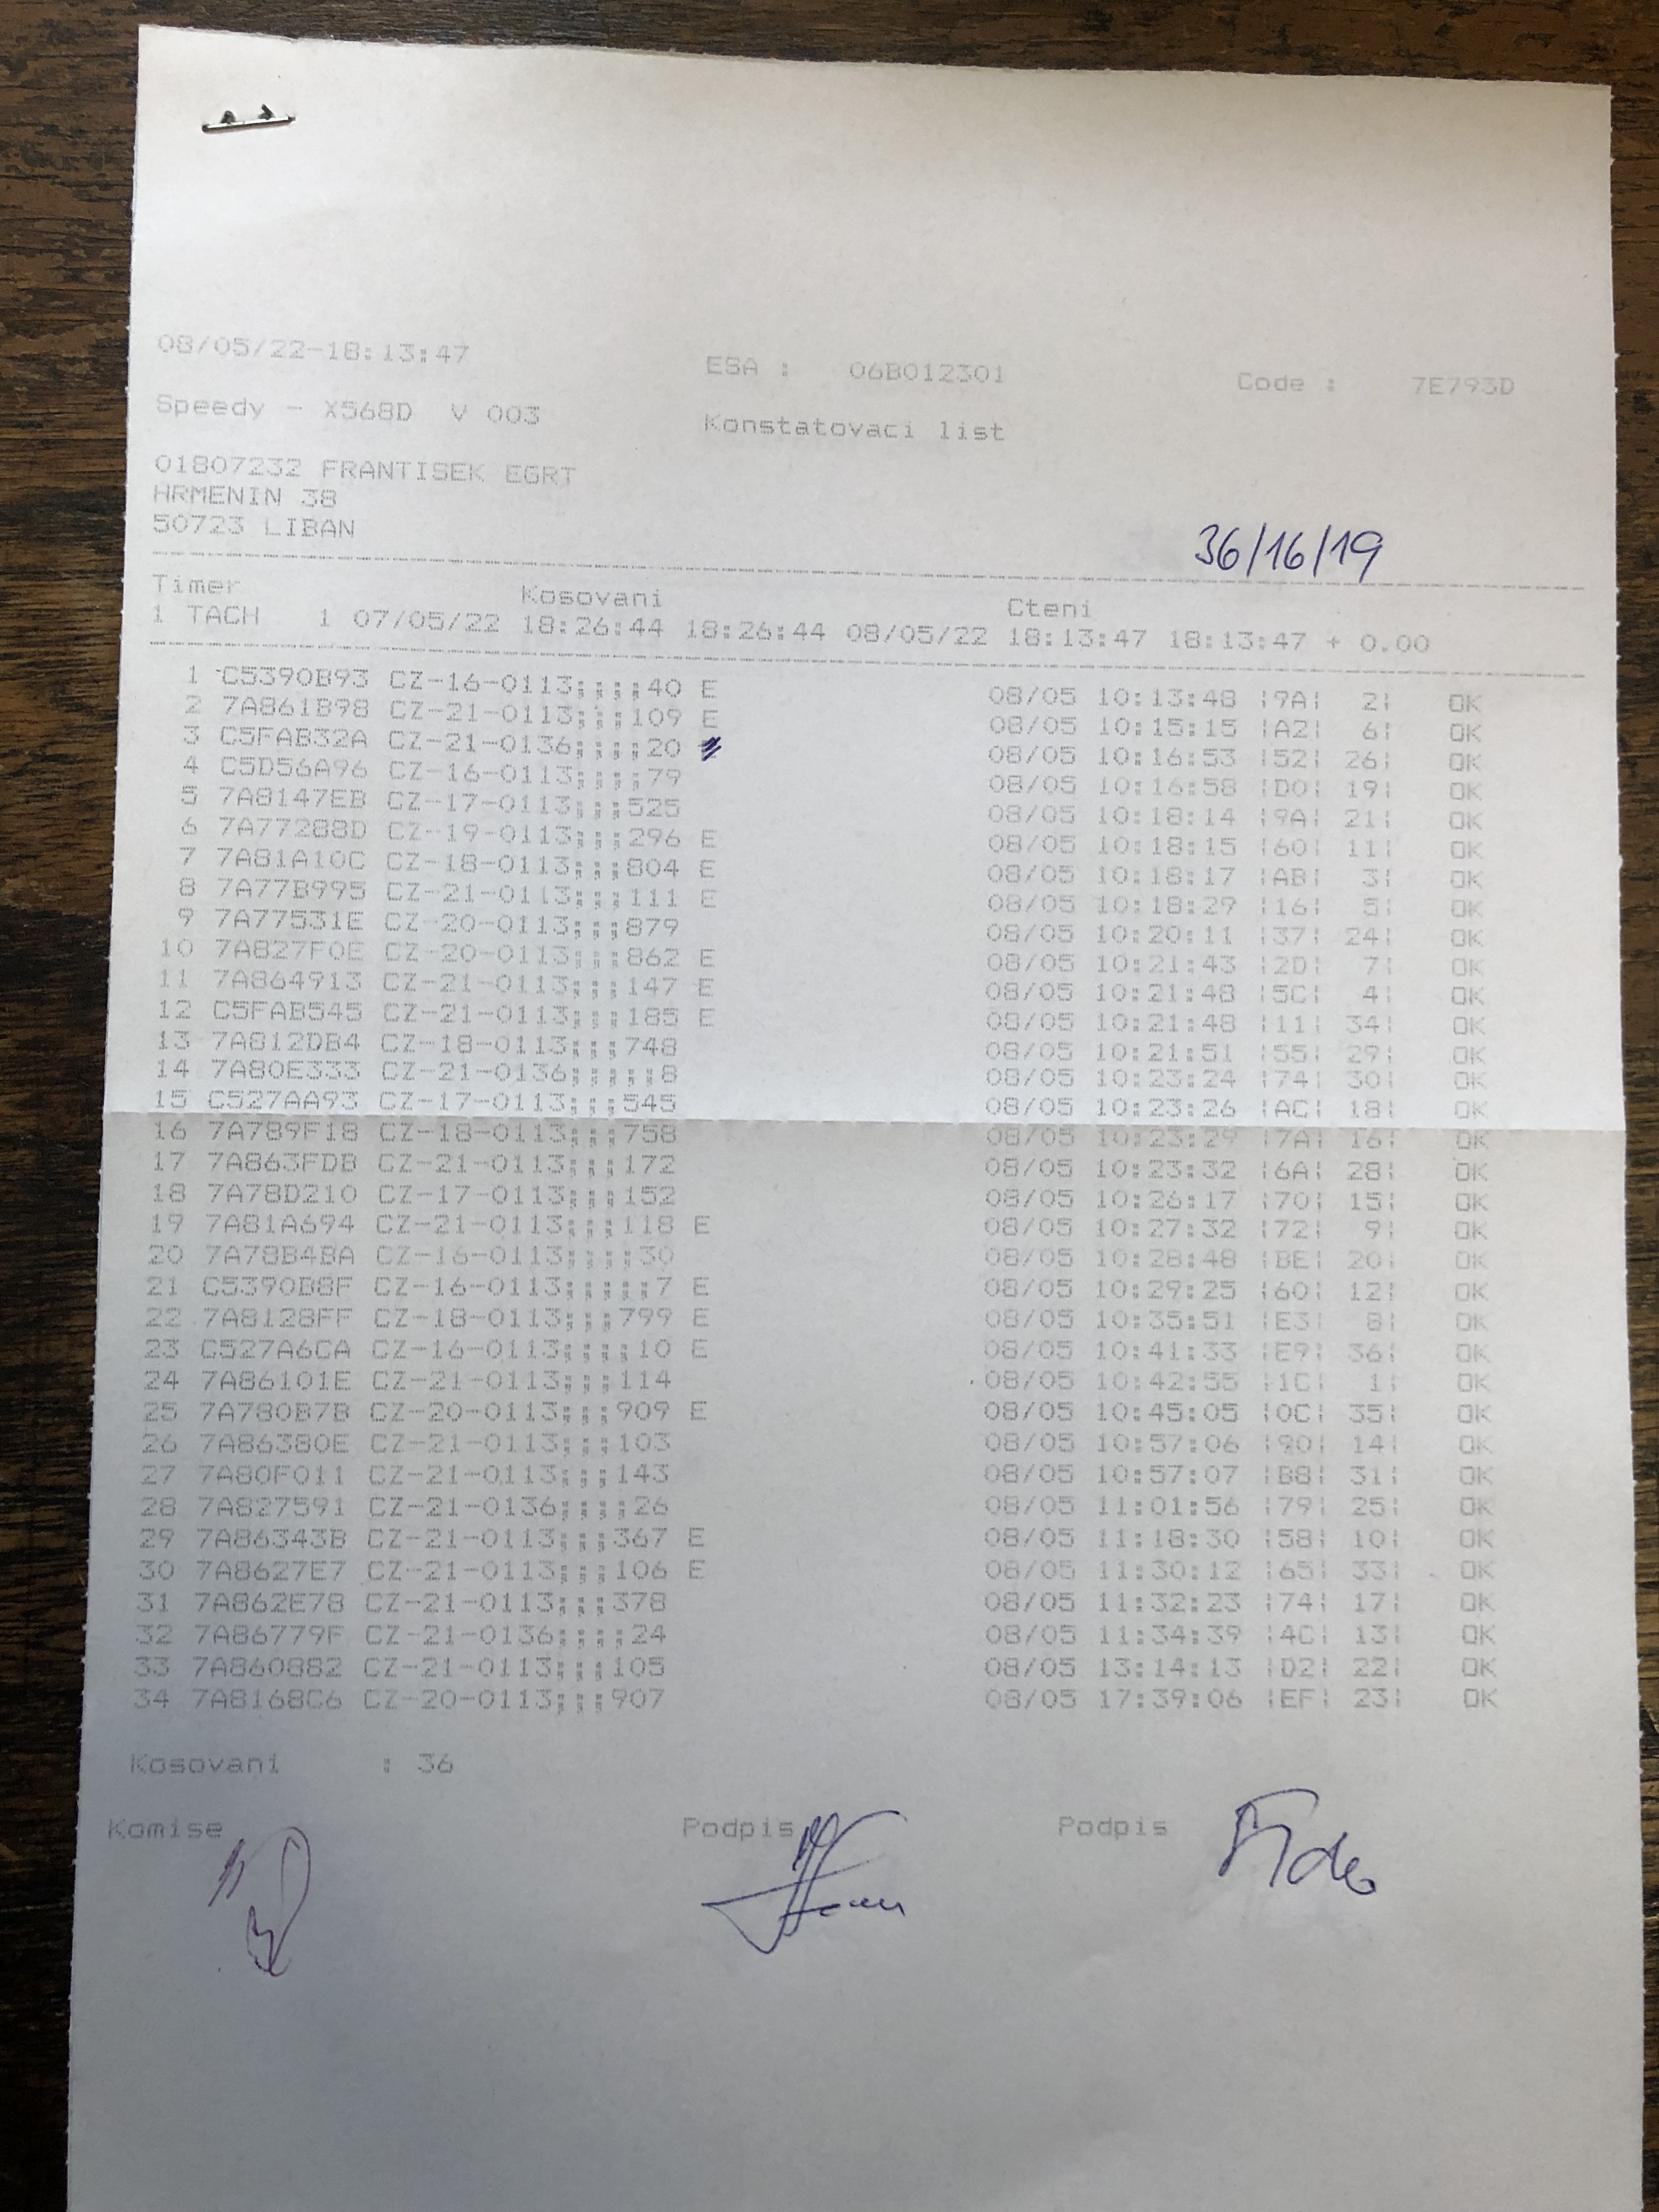 08/05/22-18:13:47 ESA : 06B012301 Code : 7E793D
Speedy - X568D V 003 Konstatovaci list
01807232 FRANTISEK EGRT
HRMENIN 38
50723 LIBAN
36/16/19
Timer Kosovani Cteni
1 TACH 1 07/05/22 18:26:44 18:26:44 08/05/22 18:13:47 18:13:47 + 0.00
1 C5390B93 CZ-16-0113;;;;40 E 08/05 10:13:48 |9A| 2| OK
2 7A861B98 CZ-21-0113;;;109 E 08/05 10:15:15 |A2| 6| OK
3 C5FAB32A CZ-21-0136;;;;20 08/05 10:16:53 |52| 26| OK
4 C5D56A96 CZ-16-0113;;;;79 08/05 10:16:58 |D0| 19| OK
5 7A8147EB CZ-17-0113;;;525 08/05 10:18:14 |9A| 21| OK
6 7A77288D CZ-19-0113;;;296 E 08/05 10:18:15 |60| 11| OK
7 7A81A10C CZ-18-0113;;;804 E 08/05 10:18:17 |AB| 3| OK
8 7A77B995 CZ-21-0113;;;111 E 08/05 10:18:29 |16| 5| OK
9 7A77531E CZ-20-0113;;;879 08/05 10:20:11 |37| 24| OK
10 7A827F0E CZ-20-0113;;;862 E 08/05 10:21:43 |2D| 7| OK
11 7A864913 CZ-21-0113;;;147 E 08/05 10:21:48 |5C| 4| OK
12 C5FAB545 CZ-21-0113;;;185 E 08/05 10:21:48 |11| 34| OK
13 7A812DB4 CZ-18-0113;;;748 08/05 10:21:51 |55| 29| OK
14 7A80E333 CZ-21-0136;;;;;8 08/05 10:23:24 |74| 30| OK
15 C527AA93 CZ-17-0113;;;545 08/05 10:23:26 |AC| 18| OK
16 7A789F18 CZ-18-0113;;;758 08/05 10:23:29 |7A| 16| OK
17 7A863FDB CZ-21-0113;;;172 08/05 10:23:32 |6A| 28| OK
18 7A78D210 CZ-17-0113;;;152 08/05 10:26:17 |70| 15| OK
19 7A81A694 CZ-21-0113;;;118 E 08/05 10:27:32 |72| 9| OK
20 7A78B4BA CZ-16-0113;;;;30 08/05 10:28:48 |BE| 20| OK
21 C5390B8F CZ-16-0113;;;;;7 E 08/05 10:29:25 |60| 12| OK
22 7A8128FF CZ-18-0113;;;799 E 08/05 10:35:51 |E3| 8| OK
23 C527A6CA CZ-16-0113;;;;10 E 08/05 10:41:33 |E9| 36| OK
24 7A86101E CZ-21-0113;;;114 08/05 10:42:55 |1C| 1| OK
25 7A780B7B CZ-20-0113;;;909 E 08/05 10:45:05 |0C| 35| OK
26 7A86380E CZ-21-0113;;;103 08/05 10:57:06 |90| 14| OK
27 7A80F011 CZ-21-0113;;;143 08/05 10:57:07 |B8| 31| OK
28 7A827591 CZ-21-0136;;;;26 08/05 11:01:56 |79| 25| OK
29 7A86343B CZ-21-0113;;;367 E 08/05 11:18:30 |58| 10| OK
30 7A8627E7 CZ-21-0113;;;106 E 08/05 11:30:12 |65| 33| OK
31 7A862E78 CZ-21-0113;;;378 08/05 11:32:23 |74| 17| OK
32 7A86779F CZ-21-0136;;;;24 08/05 11:34:39 |4C| 13| OK
33 7A860882 CZ-21-0113;;;105 08/05 13:14:13 |D2| 22| OK
34 7A8168C6 CZ-20-0113;;;907 08/05 17:39:06 |EF| 23| OK
Kosovani : 36
Komise Podpis Podpis